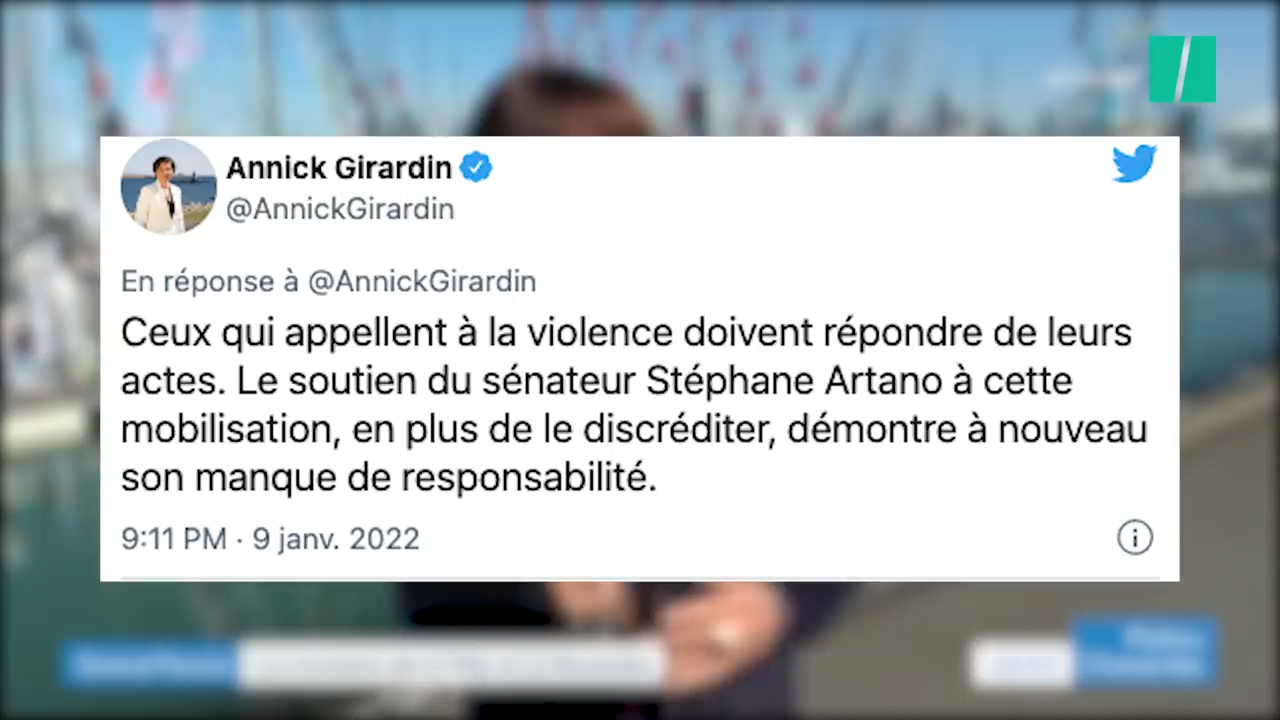 Annick Girardin
@AnnickGirardin
En réponse à @AnnickGirardin
Ceux qui appellent à la violence doivent répondre de leurs
actes. Le soutien du sénateur Stéphane Artano à cette
mobilisation, en plus de le discréditer, démontre à nouveau
son manque de responsabilité.
9:11 PM · 9 janv. 2022